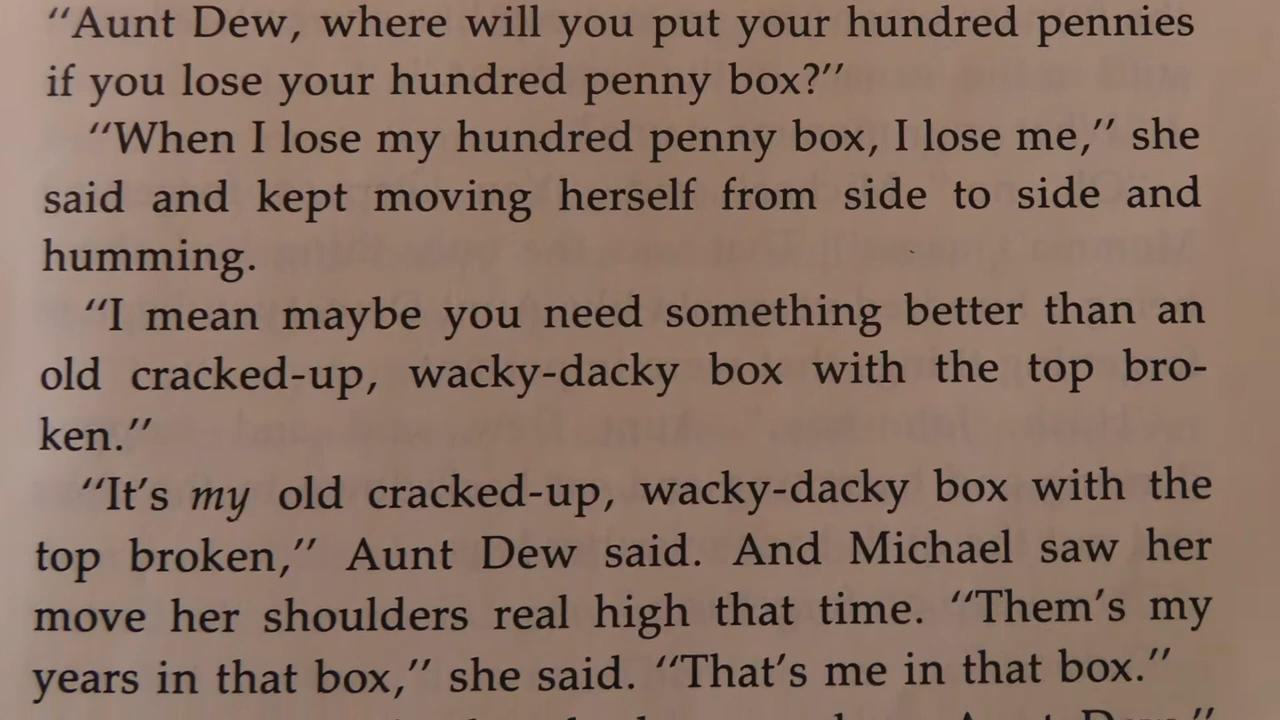 “Aunt Dew, where will you put your hundred pennies
if you lose your hundred penny box?”
“When I lose my hundred penny box, I lose me,” she
said and kept moving herself from side to side and
humming.
“I mean maybe you need something better than an
old cracked-up, wacky-dacky box with the top bro-
ken.”
“It’s my old cracked-up, wacky-dacky box with the
top broken,” Aunt Dew said. And Michael saw her
move her shoulders real high that time. “Them’s my
years in that box,” she said. “That’s me in that box.”